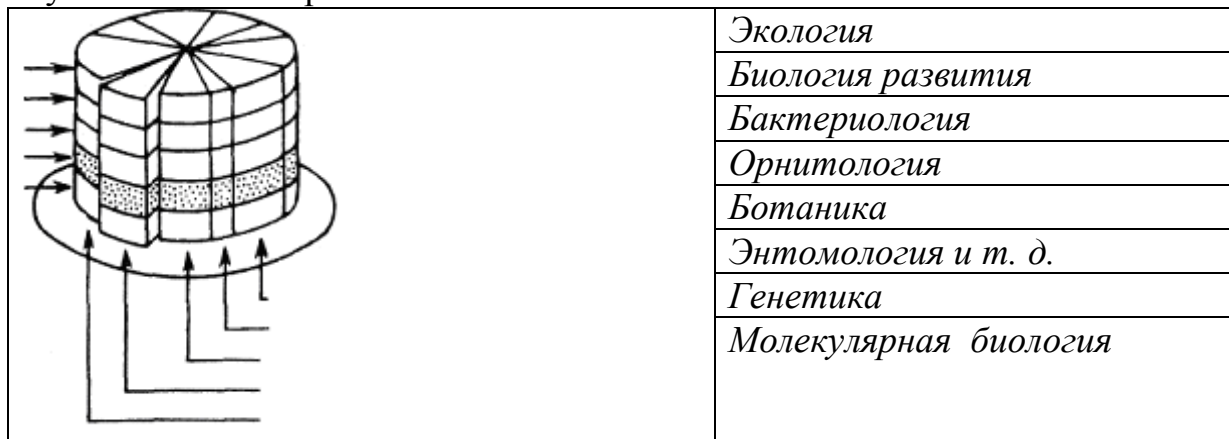 Экология
Биология развития
Бактериология
Орнитология
Ботаника
Энтомология и т. д.
Генетика
Молекулярная биология